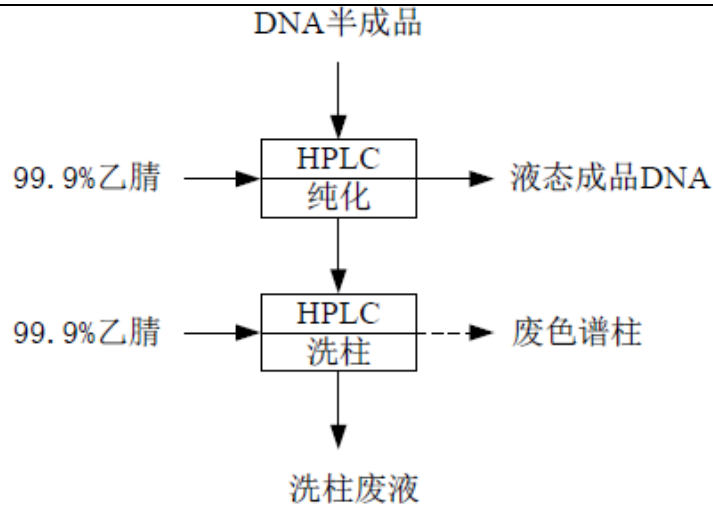 DNA半成品
HPLC
99.9%乙腈
液态成品DNA
纯化
HPLC
99.9%乙腈
废色谱柱
洗柱
洗柱废液